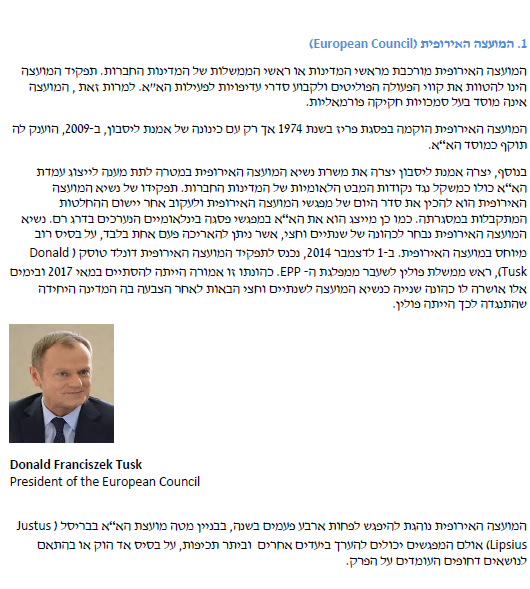 1. המועצה האירופית (European Council)
המועצה האירופית מורכבת מראשי המדינות או ראשי הממשלות של המדינות החברות. תפקיד המועצה
הינו להטוות את קווי הפעולה הפוליטיים ולקבוע סדרי עדיפויות לפעילות הא"א. למרות זאת , המועצה
אינה מוסד בעל סמכויות חקיקה פורמאליות.
המועצה האירופית הוקמה בפסגת פריז בשנת 1974 אך רק עם כינונה של אמנת ליסבון, ב-2009, הוענק לה
תוקף כמוסד הא"א.
בנוסף, יצרה אמנת ליסבון יצרה את משרת נשיא המועצה האירופית במטרה לתת מענה לייצוג עמדת
הא"א כולו כמשקל נגד נקודות המבט הלאומיות של המדינות החברות. תפקידו של נשיא המועצה
האירופית הוא להכין את סדר היום של מפגשי המועצה האירופית ולעקוב אחר יישום ההחלטות
המתקבלות במסגרתה. כמו כן מייצג הוא את הא"א במפגשי פסגה בינלאומיים הנערכים בדרג רם. נשיא
המועצה האירופית נבחר לכהונה של שנתיים וחצי, אשר ניתן להאריכה פעם אחת בלבד, על בסיס רוב
מיוחס במועצה האירופית. ב-1 לדצמבר 2014, נכנס לתפקיד המועצה האירופית דונלד טוסק ( Donald
Tusk), ראש ממשלת פולין לשעבר ממפלגת ה- EPP. כהונתו זו אמורה הייתה להסתיים במאי 2017 ובימים
אלו אושרה לו כהונה שנייה כנשיא המועצה לשנתיים וחצי הבאות לאחר הצבעה בה המדינה היחידה
שהתנגדה לכך הייתה פולין.
Donald Franciszek Tusk
President of the European Council
המועצה האירופית נוהגת להיפגש לפחות ארבע פעמים בשנה, בבניין מטה מועצת הא"א בבריסל ( Justus
Lipsius) אולם המפגשים יכולים להערך ביעדים אחרים וביתר תכיפות, על בסיס אד הוק או בהתאם
לנושאים דחופים העומדים על הפרק.